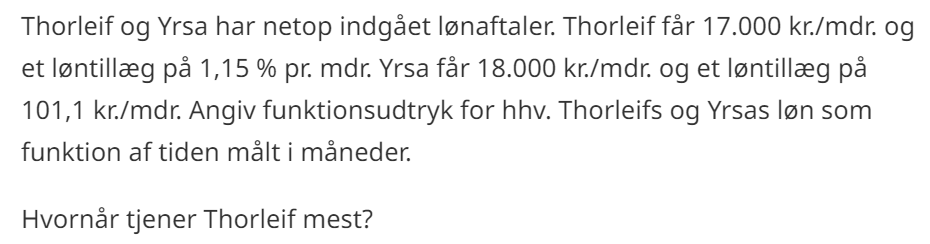 Thorleif og Yrsa har netop indgået lønaftaler. Thorleif får 17.000 kr./mdr. og
et løntillæg på 1,15 % pr. mdr. Yrsa får 18.000 kr./mdr. og et løntillæg på
101,1 kr./mdr. Angiv funktionsudtryk for hhv. Thorleifs og Yrsas løn som
funktion af tiden målt i måneder.
Hvornår tjener Thorleif mest?